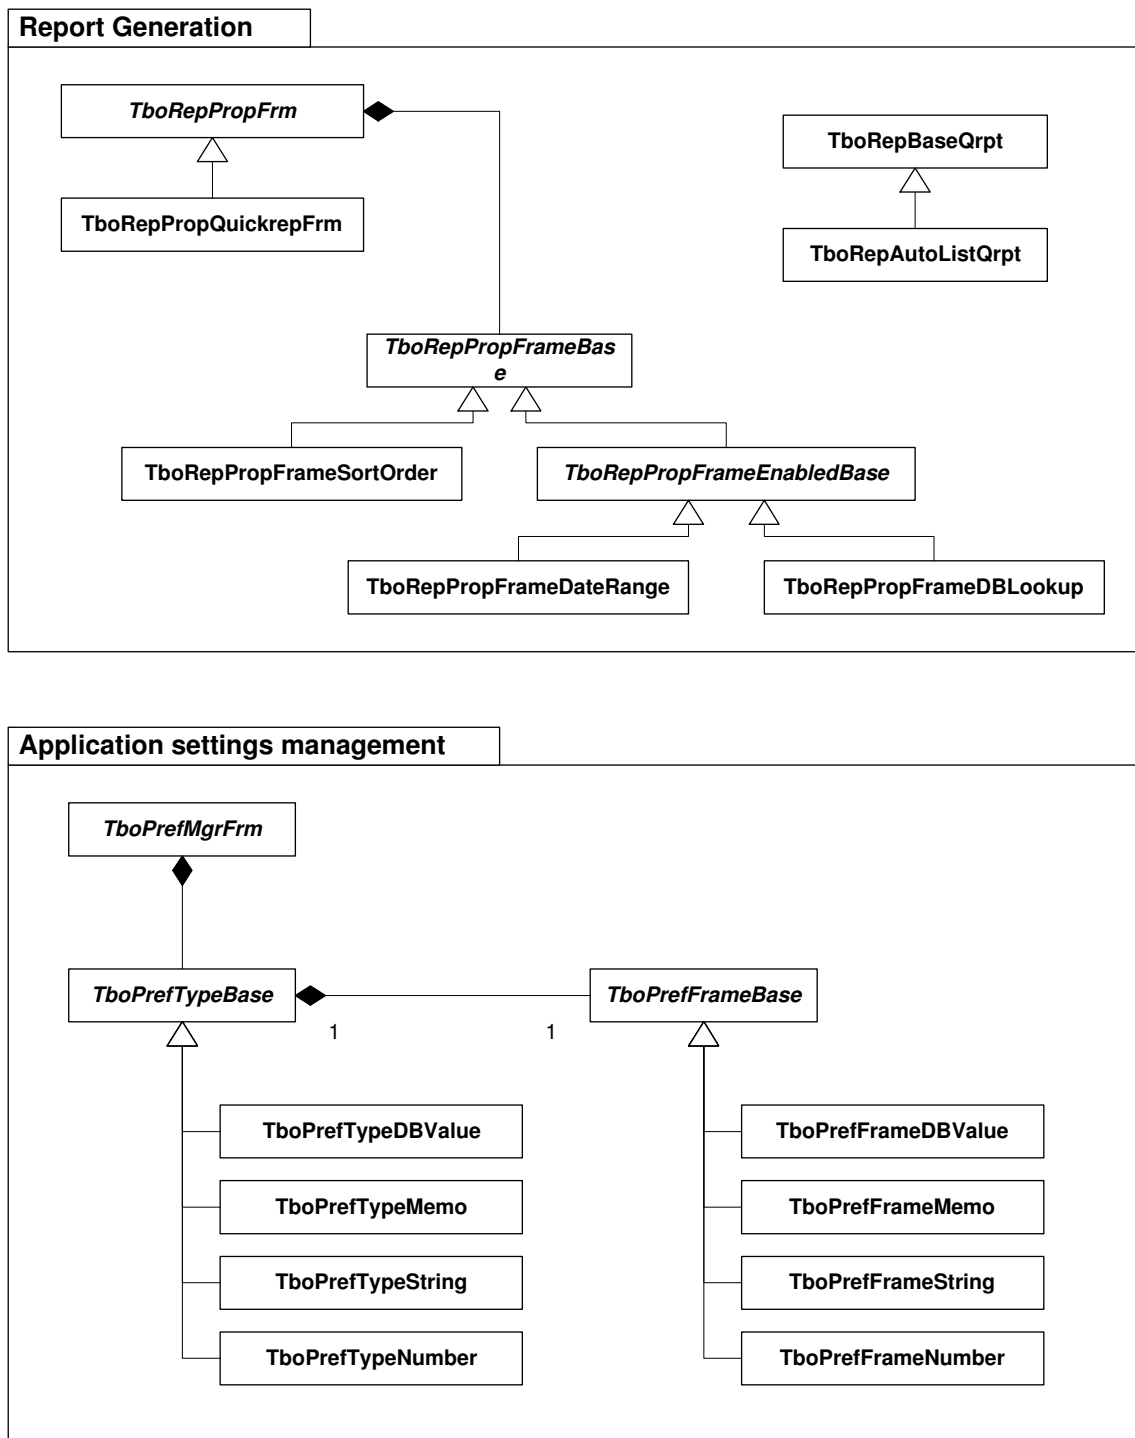 Report Generation
TboRepPropFrm
TboRepBaseQrpt
TboRepPropQuickrepFrm
TboRepAutoListQrpt
TboRepPropFrameBas
e
TboRepPropFrameSortOrder
TboRepPropFrameEnabledBase
TboRepPropFrameDateRange
TboRepPropFrameDBLookup
Application settings management
TboPrefMgrFrm
TboPrefTypeBase
TboPrefFrameBase
1
1
TboPrefTypeDBValue
TboPrefFrameDBValue
TboPrefTypeMemo
TboPrefFrameMemo
TboPrefTypeString
TboPrefFrameString
TboPrefTypeNumber
TboPrefFrameNumber